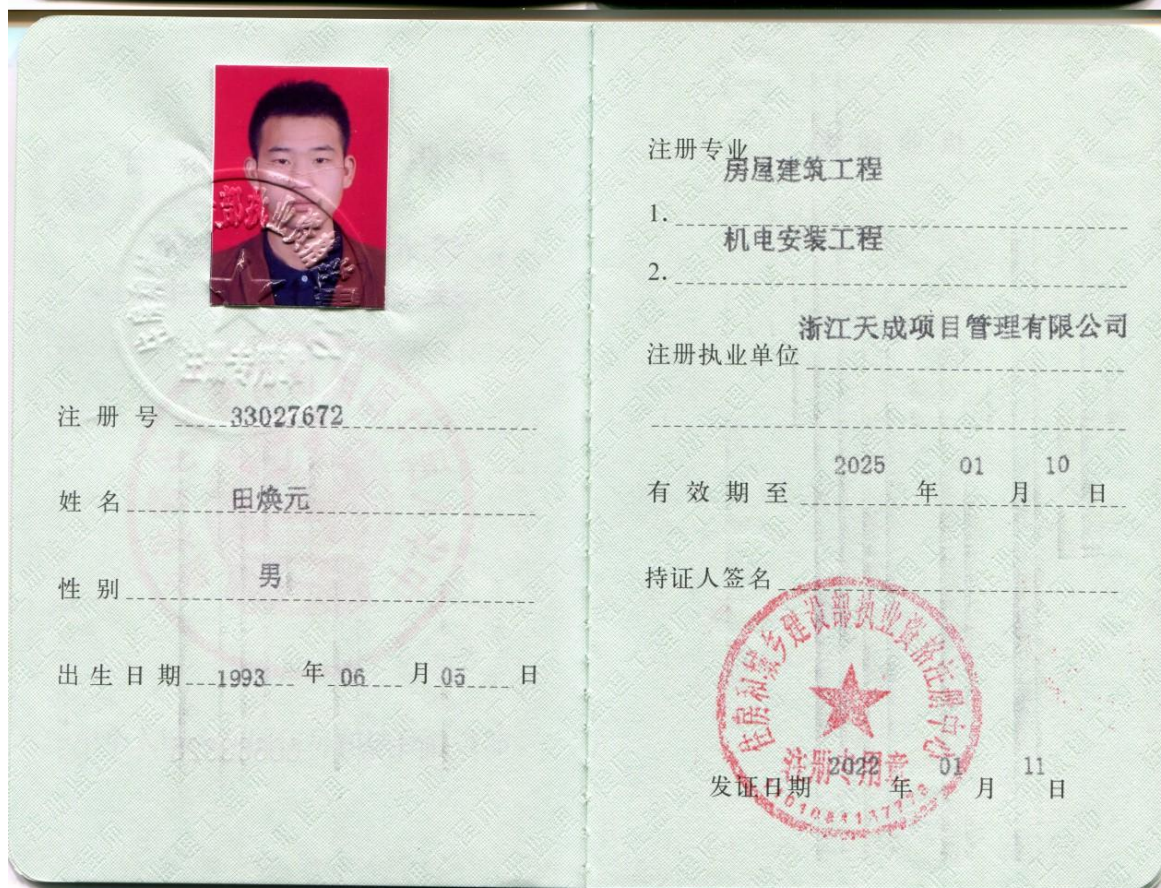 注册号 33027672
姓名 田焕元
性别 男
出生日期 1993 年 06 月 05 日
注册专业
1. 房屋建筑工程
2. 机电安装工程
注册执业单位 浙江天成项目管理有限公司
有效期至 2025 年 01 月 10 日
持证人签名
住房和城乡建设部执业资格注册中心
注册专用章
发证日期 2022 年 01 月 11 日